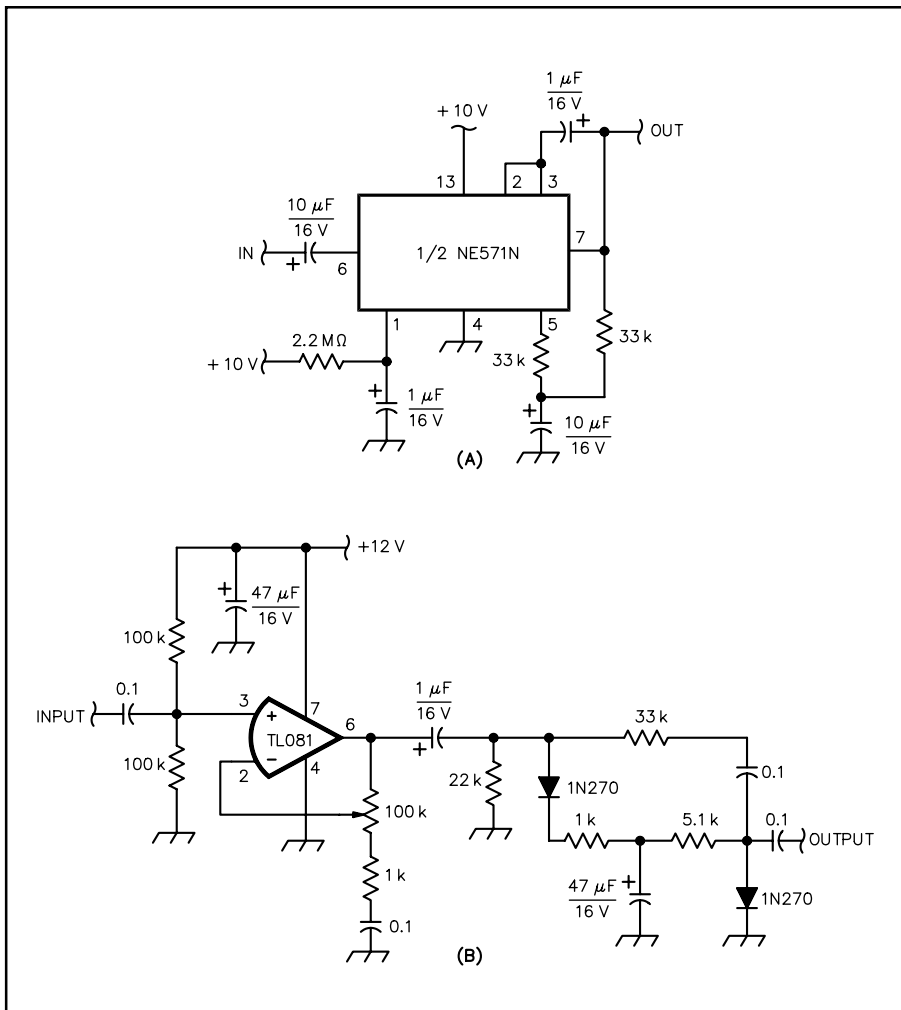 1 µF
16 V
+
+10 V
OUT
13
2
3
10 µF
16 V
7
IN
+
6
1/2 NE571N
1
4
5
2.2 MΩ
33 k
33 k
+10 V
+
1 µF
16 V
+
10 µF
16 V
(A)
+12 V
+
47 µF
16 V
100 k
0.1
1 µF
16 V
3
7
6
33 k
INPUT
+
TL081
+
−
2
4
100 k
22 k
1N270
0.1
100 k
1 k
5.1 k
0.1
OUTPUT
1 k
47 µF
16 V
+
1N270
0.1
(B)